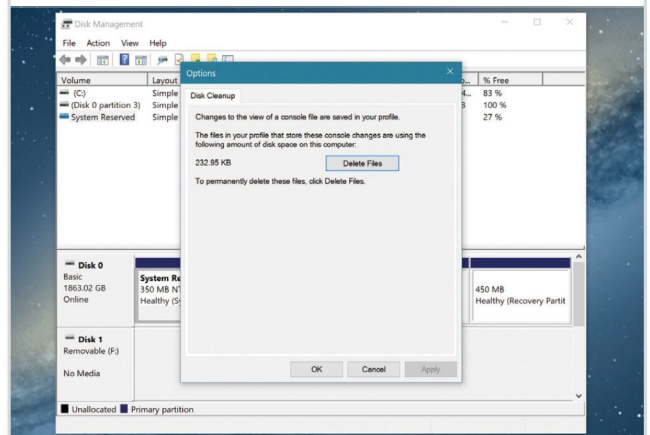 Disk Management
File Action View Help
Options
Volume Layout % Free
Disk Cleanup
(C:) Simple 83 %
(Disk 0 partition 3) Simple 100 %
System Reserved Simple 27 %
Changes to the view of a console file are saved in your profile.
The files in your profile that store these console changes are using the
following amount of disk space on this computer:
232.95 KB Delete Files
To permanently delete these files, click Delete Files.
Disk 0
Basic
1863.02 GB
Online
System Re
350 MB NT
Healthy (Sy
450 MB
Healthy (Recovery Partit
Disk 1
Removable (F:)
No Media
OK Cancel Apply
Unallocated Primary partition